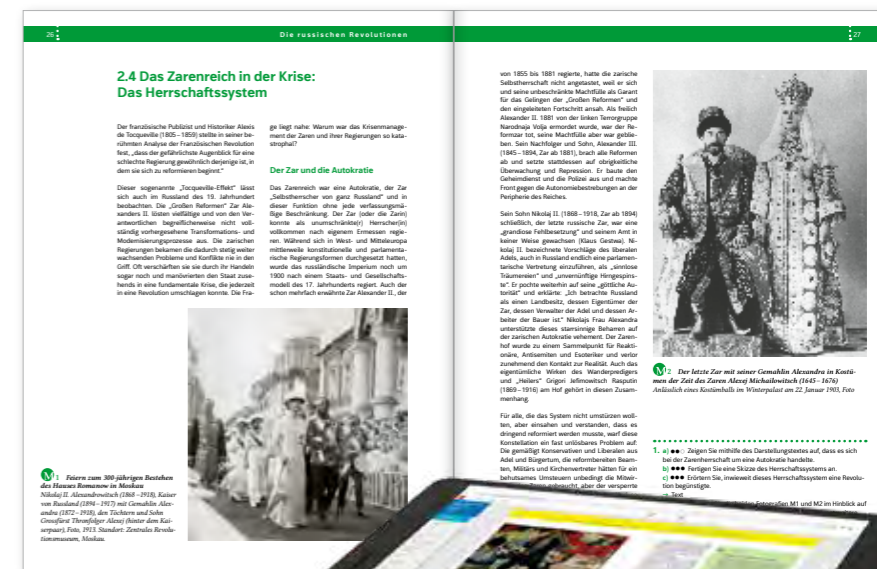 26
Die russischen Revolutionen
2.4 Das Zarenreich in der Krise:
Das Herrschaftssystem
Der französische Publizist und Historiker Alexis
de Tocqueville (1805 – 1859) stellte in seiner be-
rühmten Analyse der Französischen Revolution
fest, „dass der gefährlichste Augenblick für eine
schlechte Regierung gewöhnlich derjenige ist, in
dem sie sich zu reformieren beginnt.“
Dieser sogenannte „Tocqueville-Effekt“ lässt
sich auch im Russland des 19. Jahrhundert
beobachten. Die „Großen Reformen“ Zar Ale-
xanders II. lösten vielfältige und von den Ver-
antwortlichen begreiflicherweise nicht voll-
ständig vorhergesehene Transformations- und
Modernisierungsprozesse aus. Die zarischen
Regierungen bekamen die dadurch stetig weiter
wachsenden Probleme und Konflikte nie in den
Griff. Oft verschärften sie sie durch ihr Handeln
sogar noch und manövrierten den Staat zuse-
hends in eine fundamentale Krise, die jederzeit
in eine Revolution umschlagen konnte. Die Fra-
ge liegt nahe: Warum war das Krisenmanage-
ment der Zaren und ihrer Regierungen so kata-
strophal?
Der Zar und die Autokratie
Das Zarenreich war eine Autokratie, der Zar
„Selbstherrscher von ganz Russland“ und in
dieser Funktion ohne jede verfassungsmä-
ßige Beschränkung. Der Zar (oder die Zarin)
konnte als unumschränkte(r) Herrscher(in)
vollkommen nach eigenem Ermessen regie-
ren. Während sich in West- und Mitteleuropa
mittlerweile konstitutionelle und parlamenta-
rische Regierungsformen durchgesetzt hatten,
wurde das russländische Imperium noch um
1900 nach einem Staats- und Gesellschafts-
modell des 17. Jahrhunderts regiert. Auch der
schon mehrfach erwähnte Zar Alexander II., der
M 1 Feiern zum 300-jährigen Bestehen
des Hauses Romanow in Moskau
Nikolaj II. Alexandrowitsch (1868 –1918), Kaiser
von Russland (1894 – 1917) mit Gemahlin Alex-
andra (1872 – 1918), den Töchtern und Sohn
Grossfürst Thronfolger Alexej (hinter dem Kai-
serpaar), Foto, 1913. Standort: Zentrales Revolu-
tionsmuseum, Moskau.
27
von 1855 bis 1881 regierte, hatte die zarische
Selbstherrschaft nicht angetastet, weil er sich
und seine unbeschränkte Machtfülle als Garant
für das Gelingen der „Großen Reformen“ und
den eingeleiteten Fortschritt ansah. Als freilich
Alexander II. 1881 von der linken Terrorgruppe
Narodnaja Volja ermordet wurde, war der Re-
formzar tot, seine Machtfülle aber war geblie-
ben. Sein Nachfolger und Sohn, Alexander III.
(1845 – 1894, Zar ab 1881), brach alle Reformen
ab und setzte stattdessen auf obrigkeitliche
Überwachung und Repression. Er baute den
Geheimdienst und die Polizei aus und machte
Front gegen die Autonomiebestrebungen an der
Peripherie des Reiches.
Sein Sohn Nikolaj II. (1868 – 1918, Zar ab 1894)
schließlich, der letzte russische Zar, war eine
„grandiose Fehlbesetzung“ und seinem Amt in
keiner Weise gewachsen (Klaus Gestwa). Ni-
kolaj II. bezeichnete Vorschläge des liberalen
Adels, auch in Russland endlich eine parlamen-
tarische Vertretung einzuführen, als „sinnlose
Träumereien“ und „unvernünftige Hirngespins-
te“. Er pochte weiterhin auf seine „göttliche Au-
torität“ und erklärte: „Ich betrachte Russland
als einen Landbesitz, dessen Eigentümer der
Zar, dessen Verwalter der Adel und dessen Ar-
beiter der Bauer ist.“ Nikolajs Frau Alexandra
unterstützte dieses starrsinnige Beharren auf
der zarischen Autokratie vehement. Der Zaren-
hof wurde zu einem Sammelpunkt für Reakti-
onäre, Antisemiten und Esoteriker und verlor
zunehmend den Kontakt zur Realität. Auch das
eigentümliche Wirken des Wanderpredigers
und „Heilers“ Grigori Jefimowitsch Rasputin
(1869 – 1916) am Hof gehört in diesen Zusam-
menhang.
Für alle, die das System nicht umstürzen woll-
ten, aber einsahen und verstanden, dass es
dringend reformiert werden musste, warf diese
Konstellation ein fast unlösbares Problem auf:
Die gemäßigt Konservativen und Liberalen aus
Adel und Bürgertum, die reformbereiten Beam-
ten, Militärs und Kirchenvertreter hätten für ein
behutsames Umsteuern unbedingt die Mitwir-
gebraucht, aber der versperrte
M 2 Der letzte Zar mit seiner Gemahlin Alexandra in Kostü-
men der Zeit des Zaren Alexej Michailowitsch (1645 – 1676)
Anlässlich eines Kostümballs im Winterpalast am 22. Januar 1903, Foto
1. a) Zeigen Sie mithilfe des Darstellungstextes auf, dass es sich
bei der Zarenherrschaft um eine Autokratie handelte.
b) Fertigen Sie eine Skizze des Herrschaftssystems an.
c) Erörtern Sie, inwieweit dieses Herrschaftssystem eine Revolu-
tion begünstigte.
→ Text
Fotografien M1 und M2 im Hinblick auf